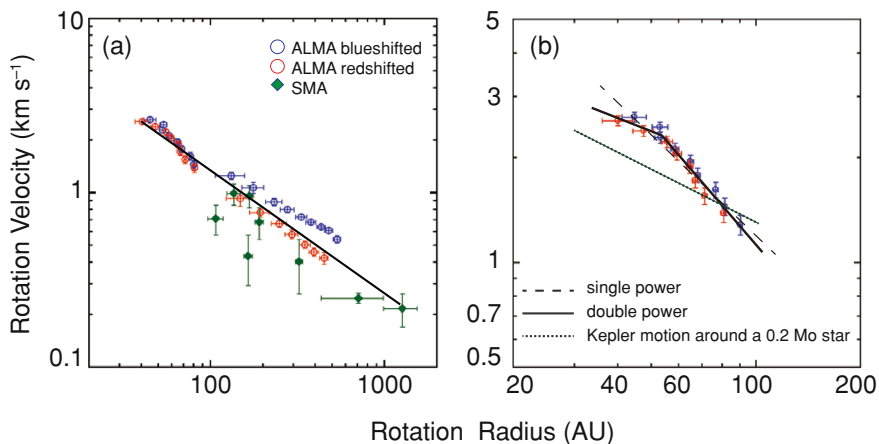 10
1
0.1
Rotation Velocity (km s⁻¹)
(a)
ALMA blueshifted
ALMA redshifted
SMA
100
1000
5
3
1
0.7
0.5
(b)
single power
double power
Kepler motion around a 0.2 Mo star
20
40
60
100
200
Rotation Radius (AU)